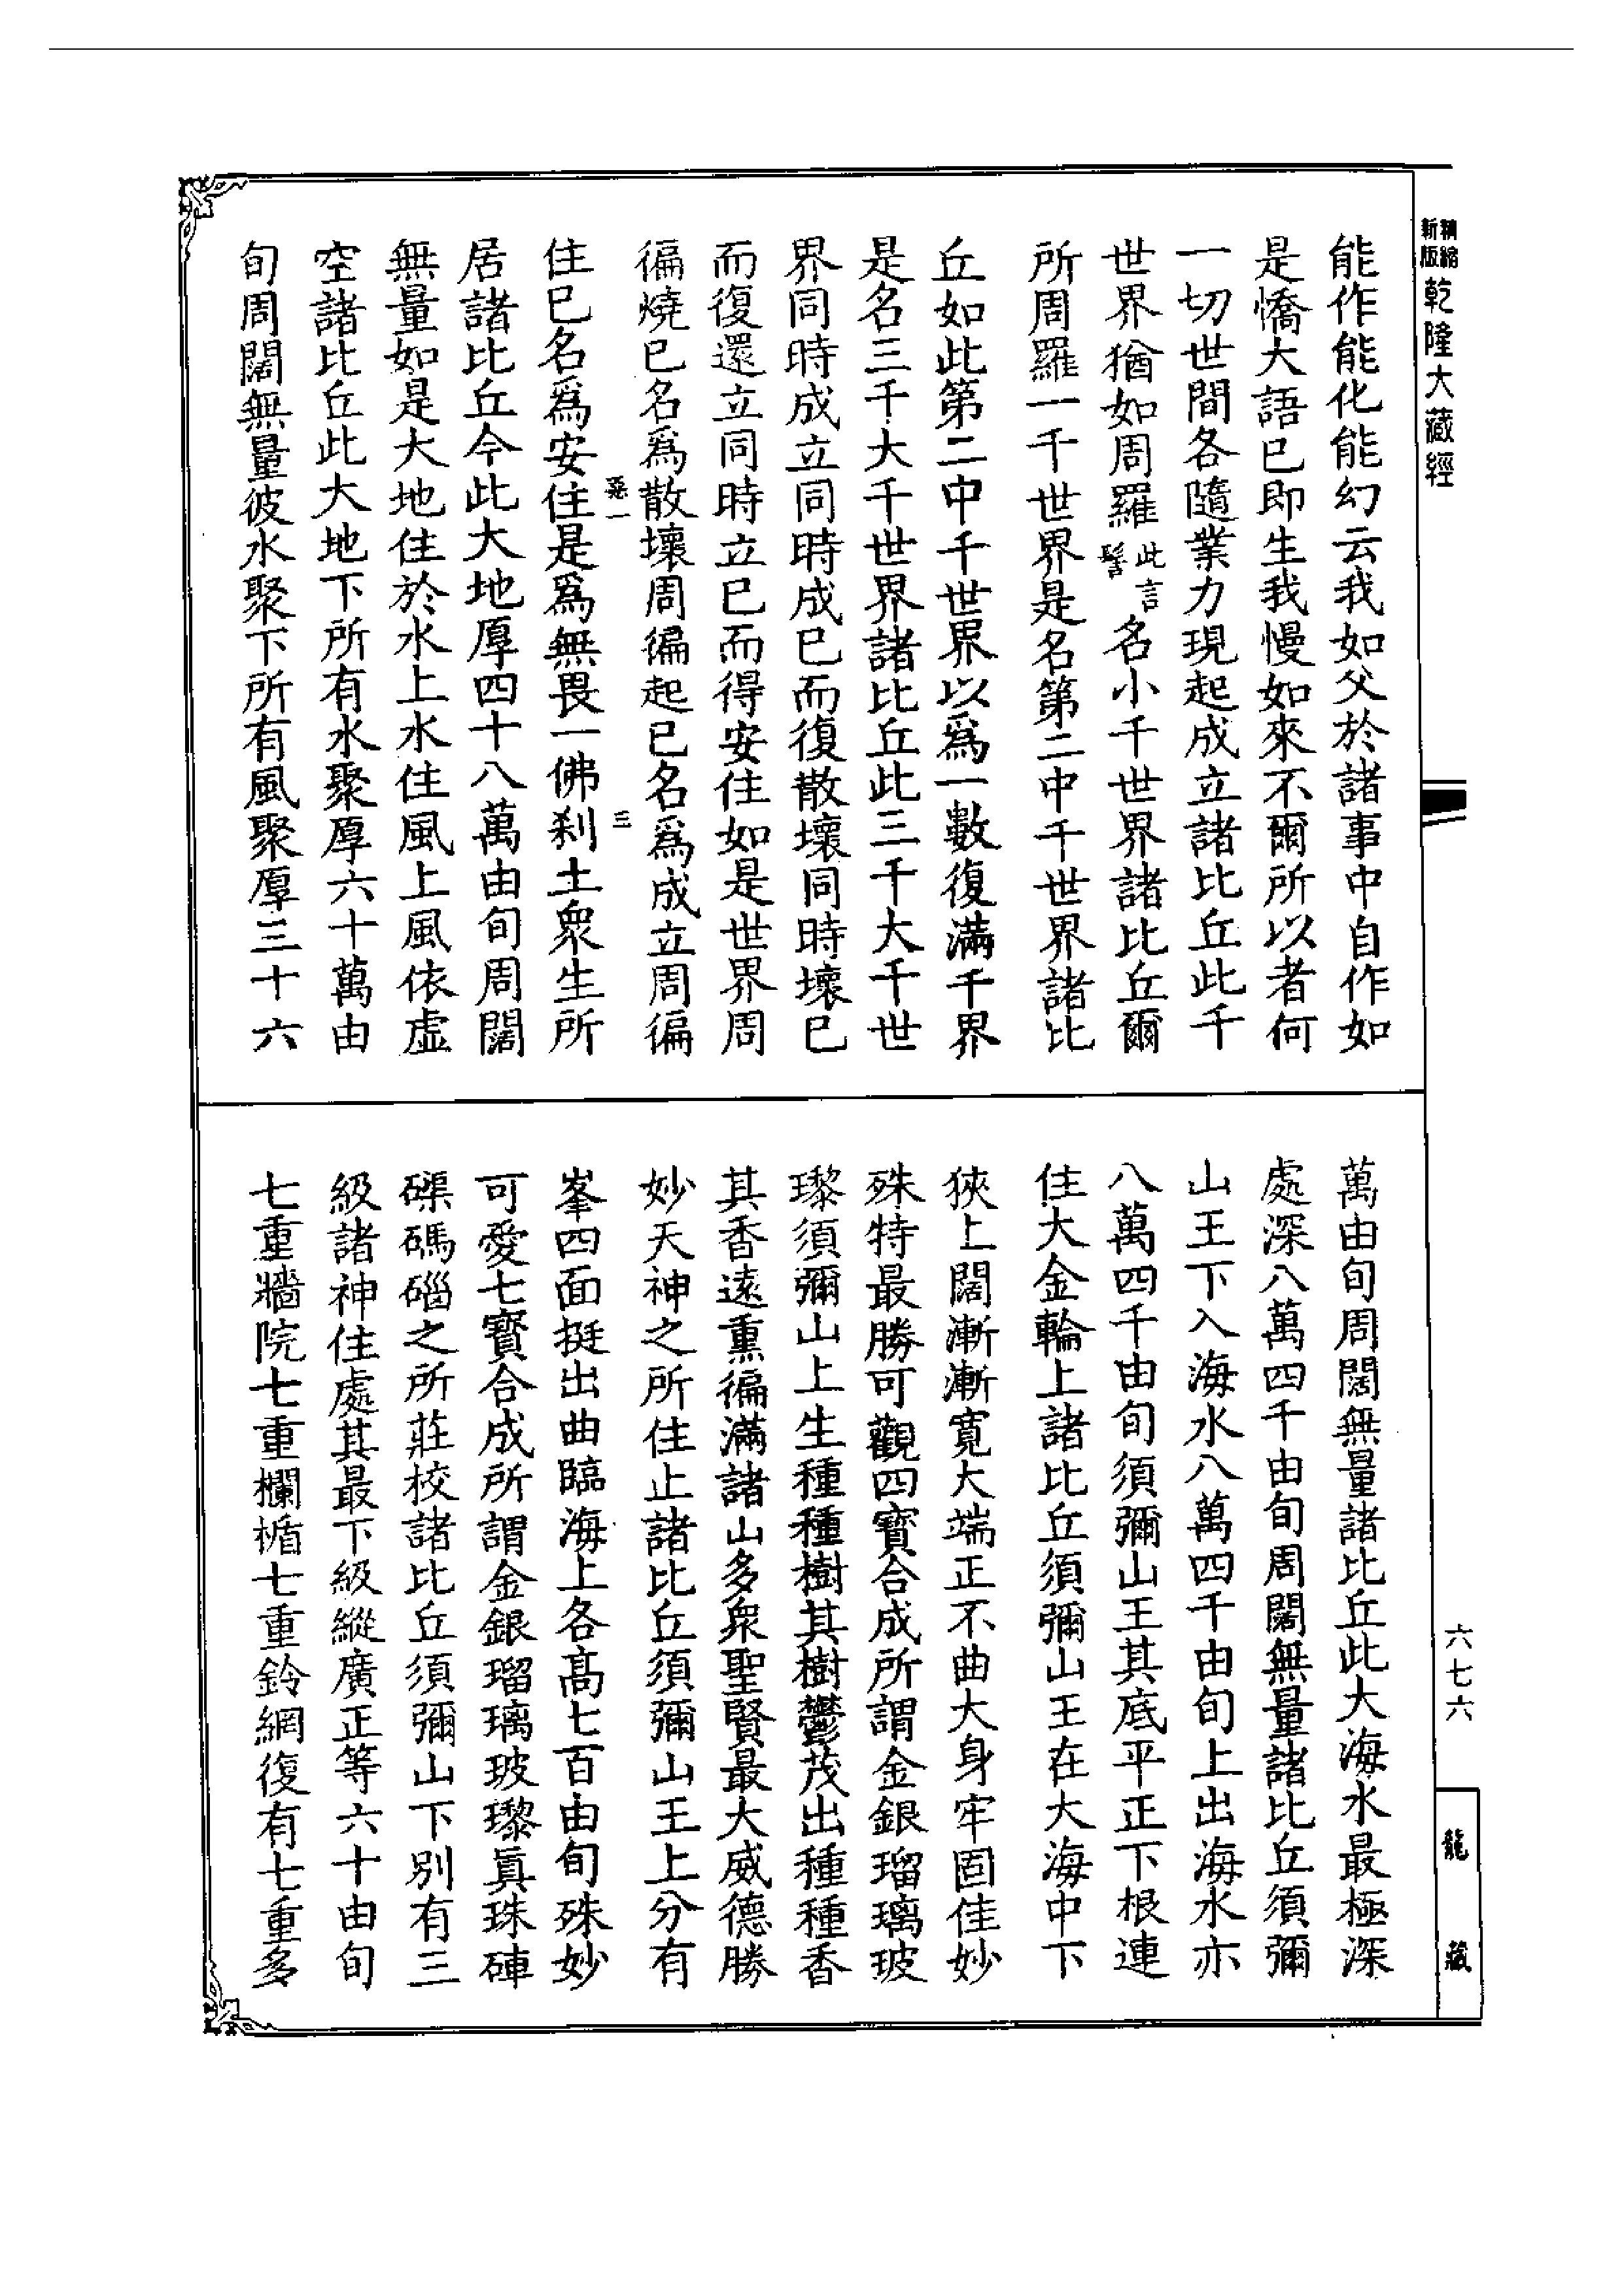 精縮
新版
乾隆大藏經
能作能化能幻云我如父於諸事中自作如
是憍大語已即生我慢如來不爾所以者何
一切世間各隨業力現起成立諸比丘此千
世界猶如周羅此言髻名小千世界諸比丘爾
所周羅一千世界是名第二中千世界諸比
丘如此第二中千世界以爲一數復滿千界
是名三千大千世界諸比丘此三千大千世
界同時成立同時成已而復散壞同時壞已
而復還立同時立已而得安住如是世界周
徧燒已名爲散壞周徧起已名爲成立周徧
惡一
三
住已名爲安住是爲無畏一佛刹土衆生所
居諸比丘今此大地厚四十八萬由旬周闊
無量如是大地住於水上水住風上風依虛
空諸比丘此大地下所有水聚厚六十萬由
旬周闊無量彼水聚下所有風聚厚三十六
萬由旬周闊無量諸比丘此大海水最極深
處深八萬四千由旬周闊無量諸比丘須彌
山王下入海水八萬四千由旬上出海水亦
八萬四千由旬須彌山王其底平正下根連
住大金輪上諸比丘須彌山王在大海中下
狹上闊漸漸寬大端正不曲大身牢固佳妙
殊特最勝可觀四寶合成所謂金銀瑠璃玻
瓈須彌山上生種種樹其樹鬱茂出種種香
其香遠熏徧滿諸山多衆聖賢最大威德勝
妙天神之所住止諸比丘須彌山王上分有
峯四面挺出曲臨海上各高七百由旬殊妙
可愛七寶合成所謂金銀瑠璃玻瓈眞珠硨
磲碼碯之所莊校諸比丘須彌山下別有三
級諸神住處其最下級縱廣正等六十由旬
七重牆院七重欄楯七重鈴網復有七重多
六七六
龍藏